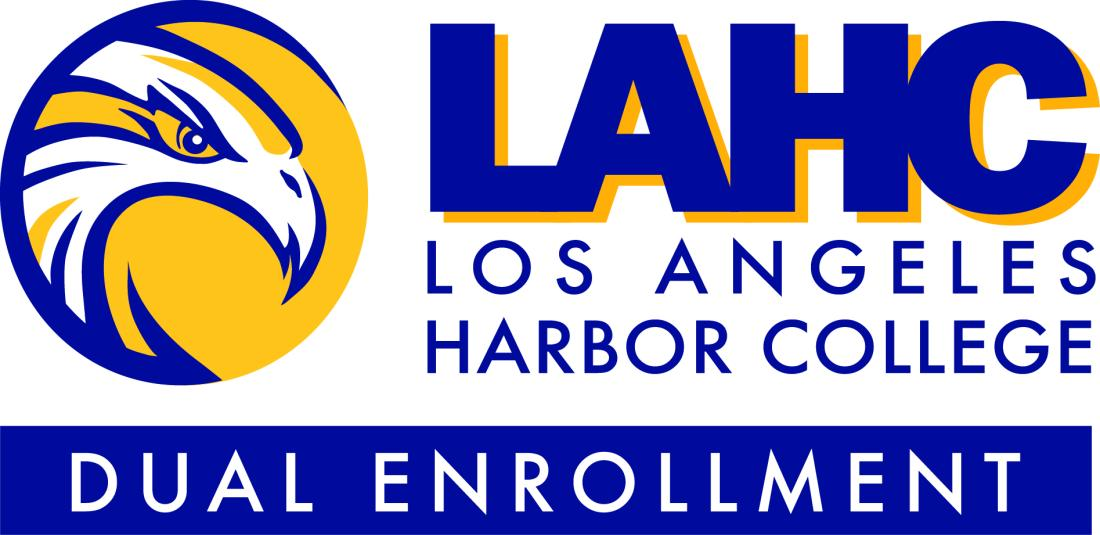 LAHC
LOS ANGELES
HARBOR COLLEGE
DUAL ENROLLMENT